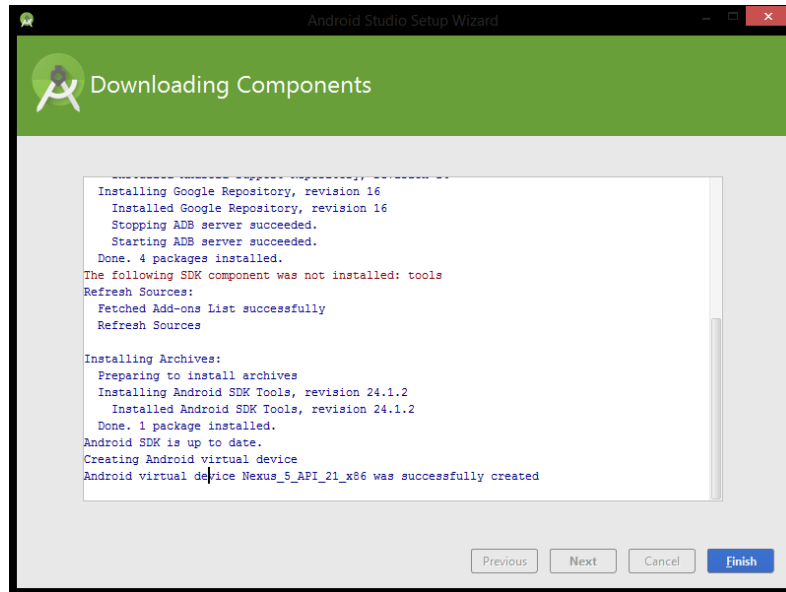 Android Studio Setup Wizard
Downloading Components
Installing Google Repository, revision 16
Installed Google Repository, revision 16
Stopping ADB server succeeded.
Starting ADB server succeeded.
Done. 4 packages installed.
The following SDK component was not installed: tools
Refresh Sources:
Fetched Add-ons List successfully
Refresh Sources
Installing Archives:
Preparing to install archives
Installing Android SDK Tools, revision 24.1.2
Installed Android SDK Tools, revision 24.1.2
Done. 1 package installed.
Android SDK is up to date.
Creating Android virtual device
Android virtual device Nexus_5_API_21_x86 was successfully created
Previous Next Cancel Finish